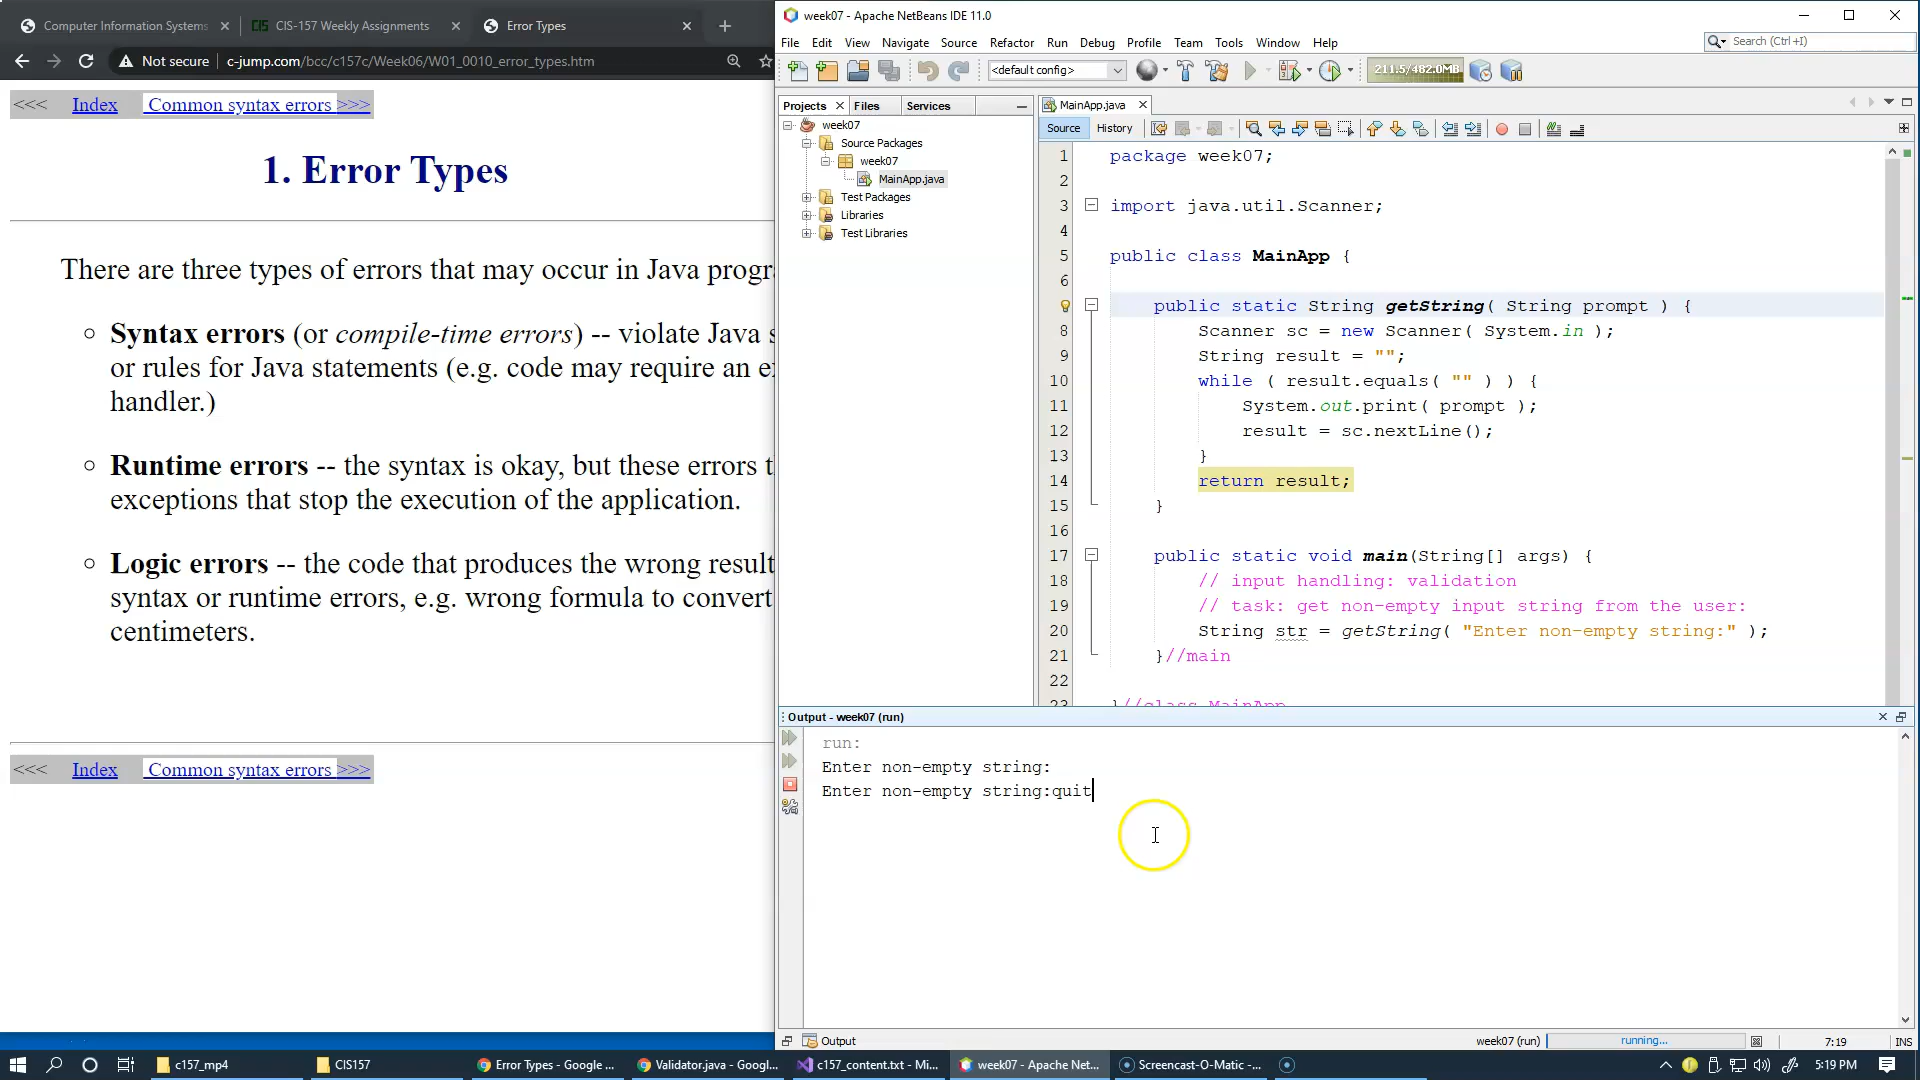 Computer Information Systems
CIS-157 Weekly Assignments
Error Types
Not secure
c-jump.com/bcc/c157c/Week06/W01_0010_error_types.htm
<<< Index Common syntax errors >>>
1. Error Types
There are three types of errors that may occur in Java progra
Syntax errors (or compile-time errors) -- violate Java s
or rules for Java statements (e.g. code may require an e
handler.)
Runtime errors -- the syntax is okay, but these errors t
exceptions that stop the execution of the application.
Logic errors -- the code that produces the wrong result
syntax or runtime errors, e.g. wrong formula to convert
centimeters.
<<< Index Common syntax errors >>>
week07 - Apache NetBeans IDE 11.0
File Edit View Navigate Source Refactor Run Debug Profile Team Tools Window Help
Search (Ctrl+I)
<default config>
211.5/482.0MB
Projects Files Services
week07
Source Packages
week07
MainApp.java
Test Packages
Libraries
Test Libraries
MainApp.java
Source History
1 package week07;
2
3 import java.util.Scanner;
4
5 public class MainApp {
6
public static String getString( String prompt ) {
8 Scanner sc = new Scanner( System.in );
9 String result = "";
10 while ( result.equals( "" ) ) {
11 System.out.print( prompt );
12 result = sc.nextLine();
13 }
14 return result;
15 }
16
17 public static void main(String[] args) {
18 // input handling: validation
19 // task: get non-empty input string from the user:
20 String str = getString( "Enter non-empty string:" );
21 }//main
22
23 }//class MainApp
Output - week07 (run)
run:
Enter non-empty string:
Enter non-empty string:quit
Output
week07 (run)
running...
7:19
INS
c157_mp4
CIS157
Error Types - Google ...
Validator.java - Googl...
c157_content.txt - Mi...
week07 - Apache Net...
Screencast-O-Matic -...
5:19 PM